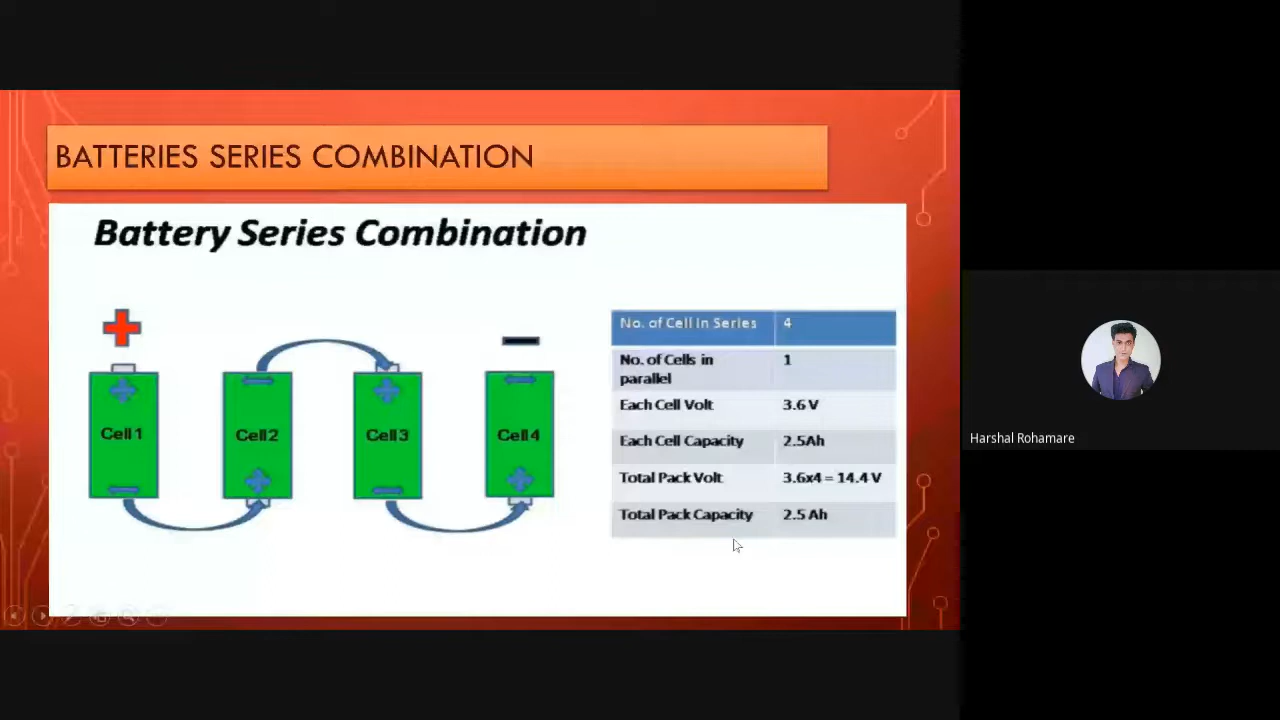 BATTERIES SERIES COMBINATION
Battery Series Combination
Cell1
Cell2
Cell3
Cell4
No. of Cell in Series 4
No. of Cells in
parallel 1
Each Cell Volt 3.6 V
Each Cell Capacity 2.5Ah
Total Pack Volt 3.6x4 = 14.4 V
Total Pack Capacity 2.5 Ah
Harshal Rohamare